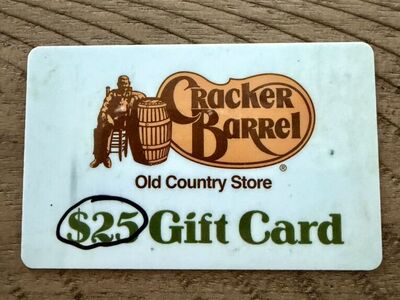 Cracker
Barrel
®
Old Country Store
$25 Gift Card